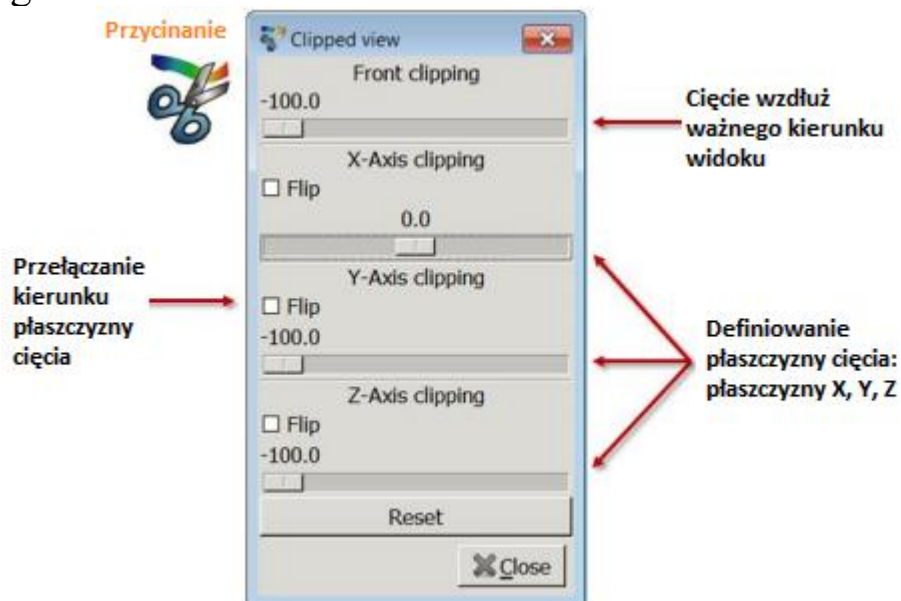 Przycinanie
Clipped view
Front clipping
-100.0
Cięcie wzdłuż
ważnego kierunku
widoku
X-Axis clipping
Flip
0.0
Przełączanie
kierunku
płaszczyzny
cięcia
Y-Axis clipping
Flip
-100.0
Definiowanie
płaszczyzny cięcia:
płaszczyzny X, Y, Z
Z-Axis clipping
Flip
-100.0
Reset
Close